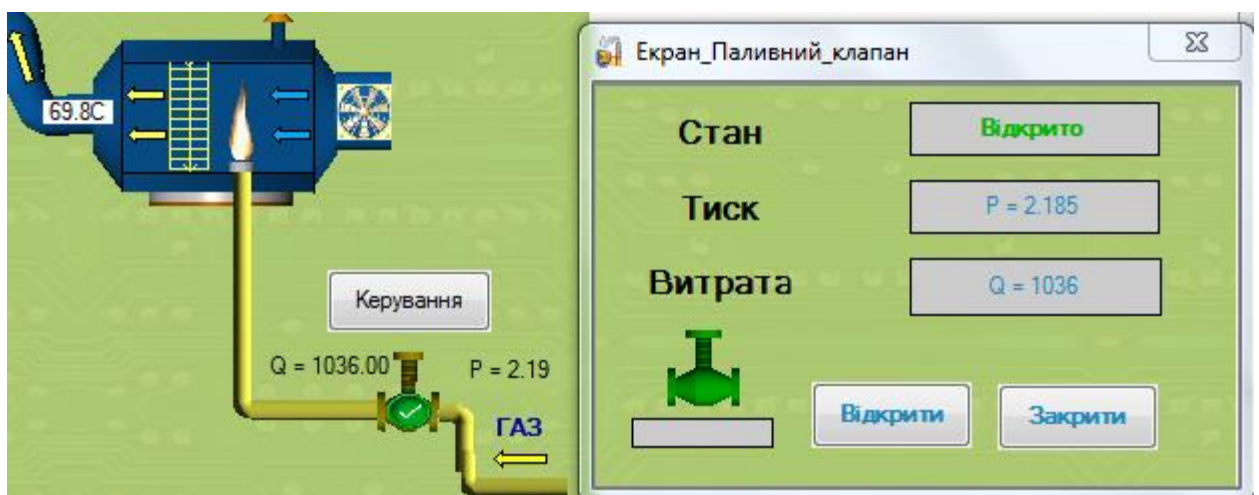 69.8C
Керування
Q = 1036.00
P = 2.19
ГАЗ
Екран_Паливний_клапан
Стан
Відкрито
Тиск
P = 2.185
Витрата
Q = 1036
Відкрити
Закрити